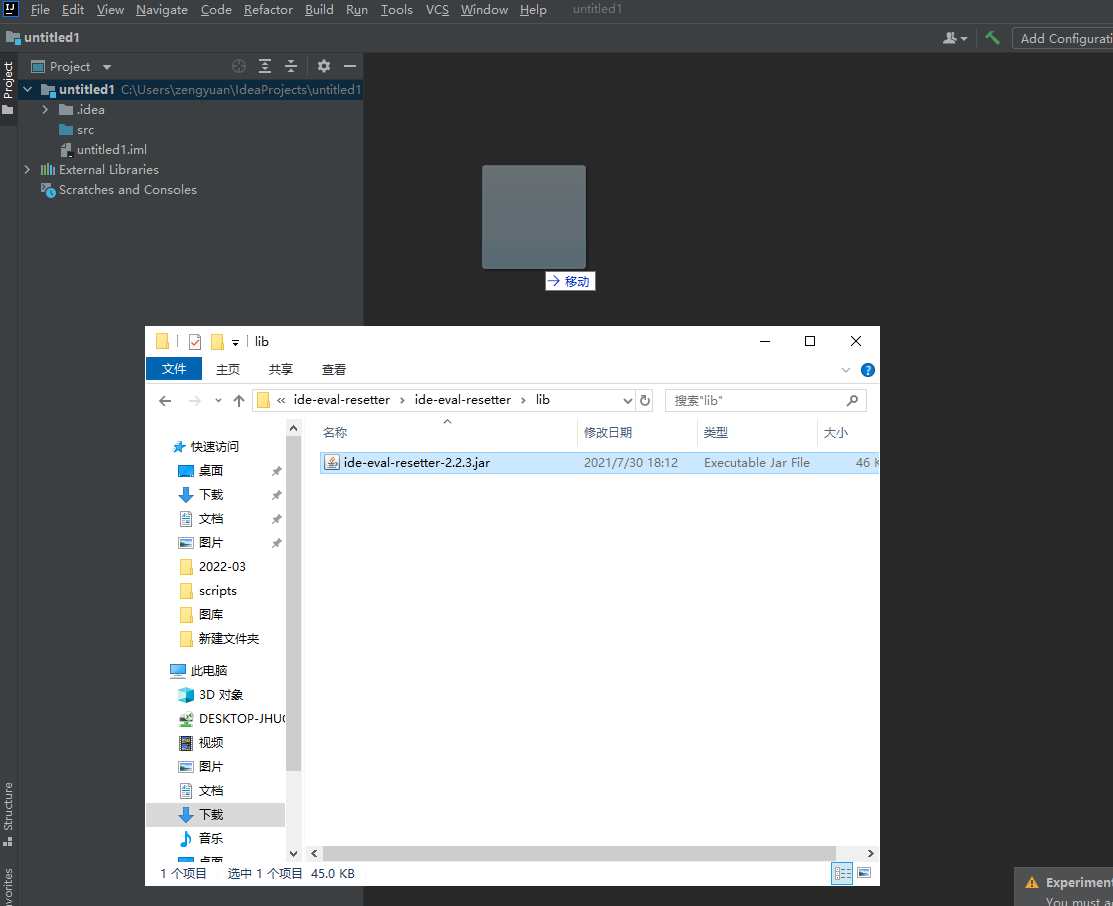 File Edit View Navigate Code Refactor Build Run Tools VCS Window Help untitled1
untitled1
Add Configurati
Project
Project
untitled1 C:\Users\zengyuan\IdeaProjects\untitled1
.idea
src
untitled1.iml
External Libraries
Scratches and Consoles
移动
lib
文件 主页 共享 查看
« ide-eval-resetter › ide-eval-resetter › lib
搜索"lib"
名称 修改日期 类型 大小
ide-eval-resetter-2.2.3.jar 2021/7/30 18:12 Executable Jar File 46 K
快速访问
桌面
下载
文档
图片
2022-03
scripts
图库
新建文件夹
此电脑
3D 对象
DESKTOP-JHUO
视频
图片
文档
下载
音乐
桌面
1 个项目 选中 1 个项目 45.0 KB
Structure
vorites
Experiment
You must a